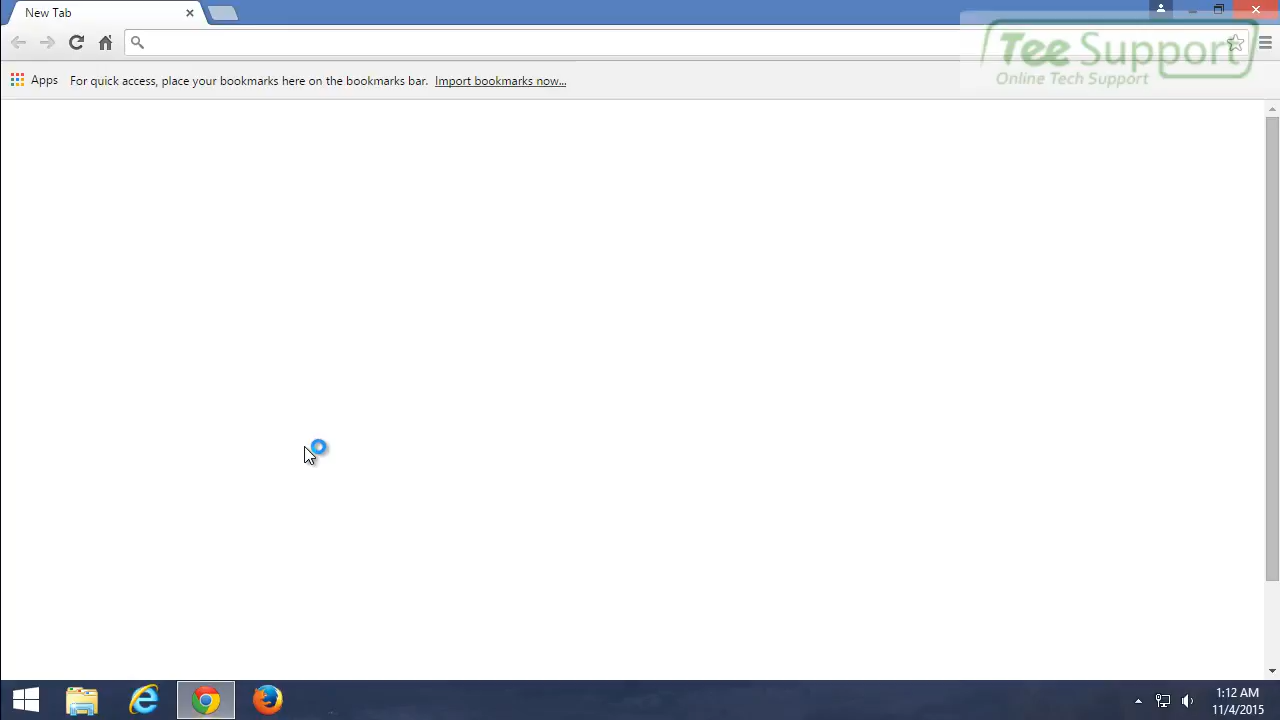 New Tab
Tee Support
Online Tech Support
Apps For quick access, place your bookmarks here on the bookmarks bar. Import bookmarks now...
1:12 AM
11/4/2015